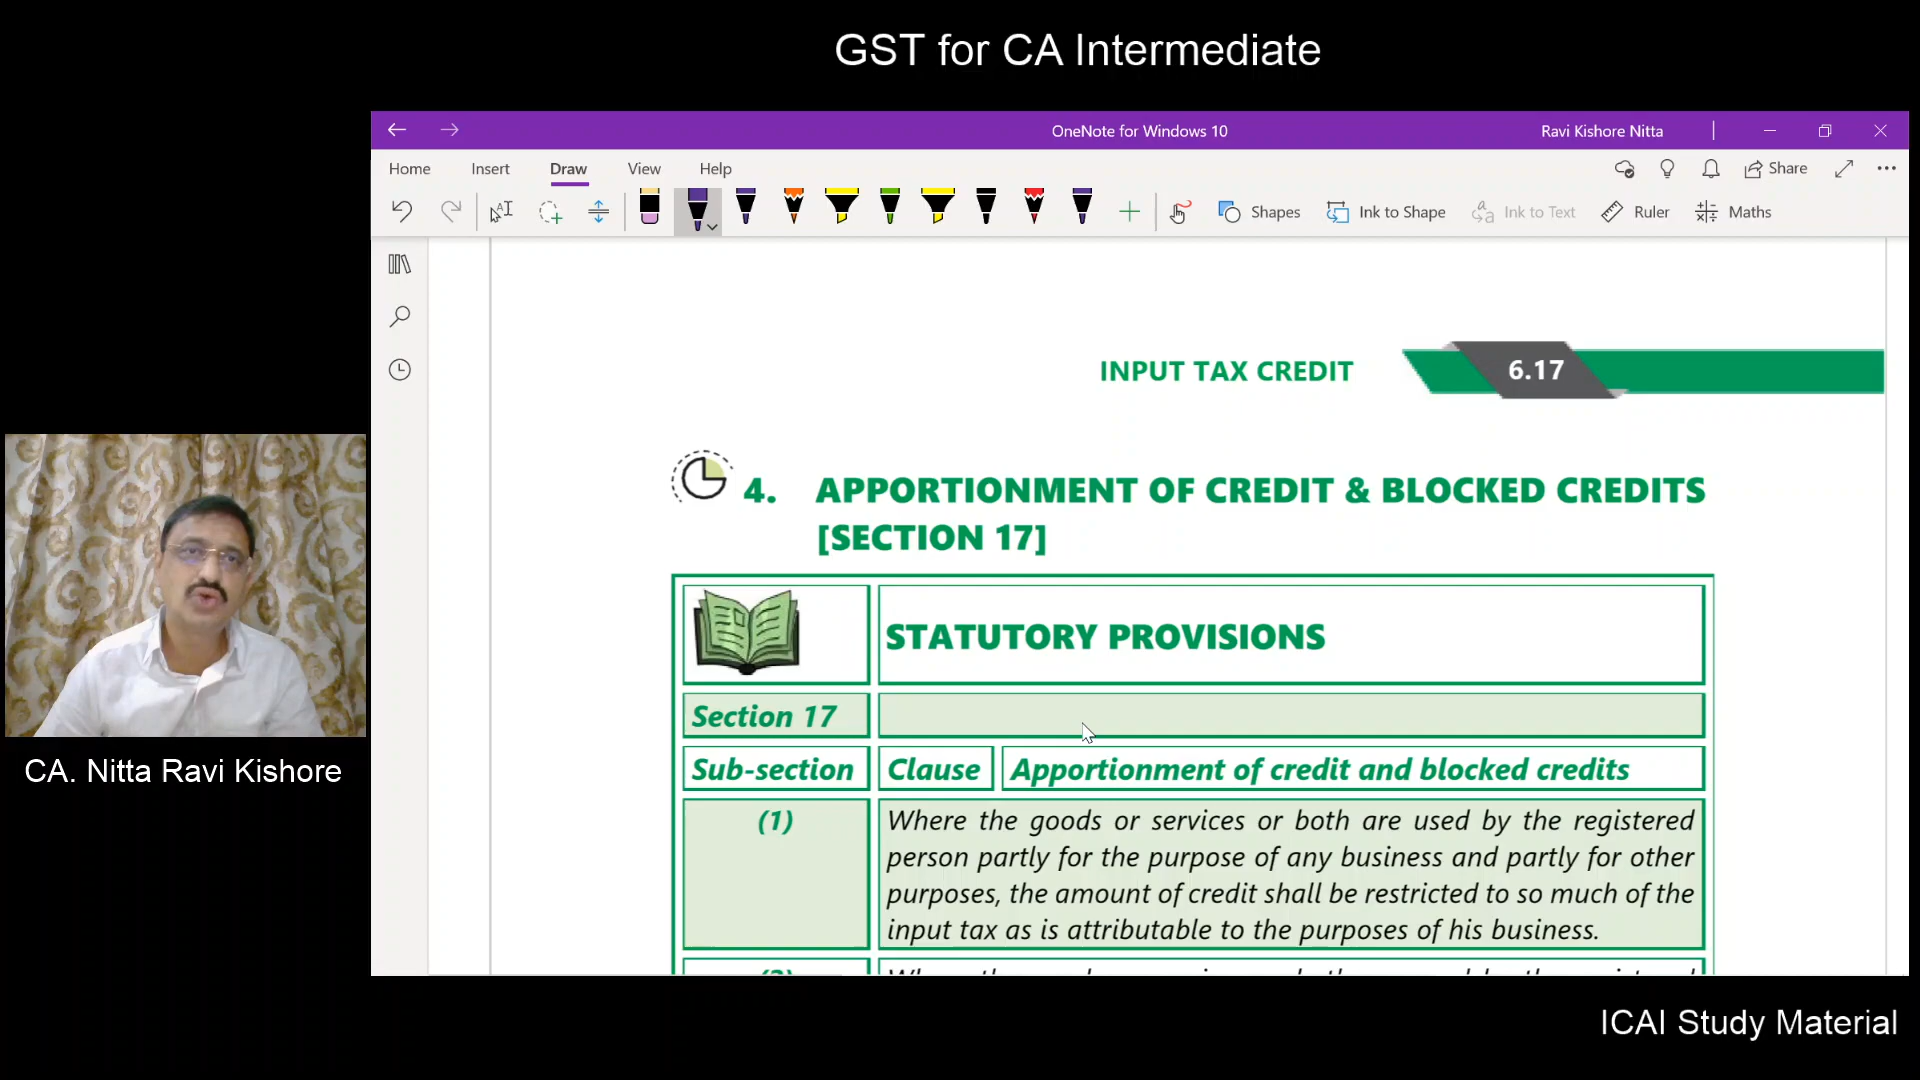 GST for CA Intermediate
OneNote for Windows 10
Ravi Kishore Nitta
Home Insert Draw View Help
Share
Shapes Ink to Shape Ink to Text Ruler Maths
INPUT TAX CREDIT 6.17
4. APPORTIONMENT OF CREDIT & BLOCKED CREDITS
[SECTION 17]
STATUTORY PROVISIONS
Section 17
Sub-section Clause Apportionment of credit and blocked credits
(1) Where the goods or services or both are used by the registered
person partly for the purpose of any business and partly for other
purposes, the amount of credit shall be restricted to so much of the
input tax as is attributable to the purposes of his business.
CA. Nitta Ravi Kishore
ICAI Study Material